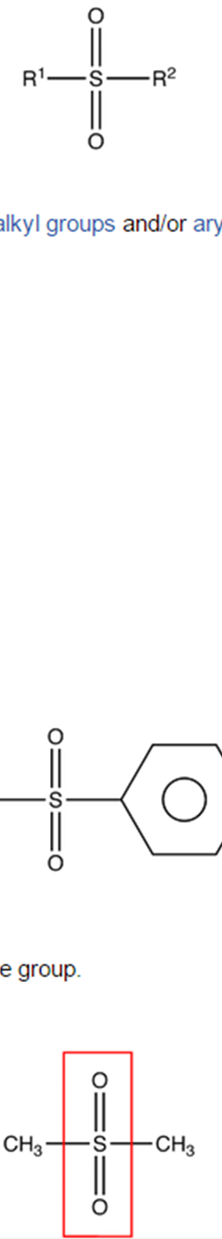 O
R¹—S—R²
O
alkyl groups and/or ary
O
S
O
e group.
O
CH₃—S—CH₃
O